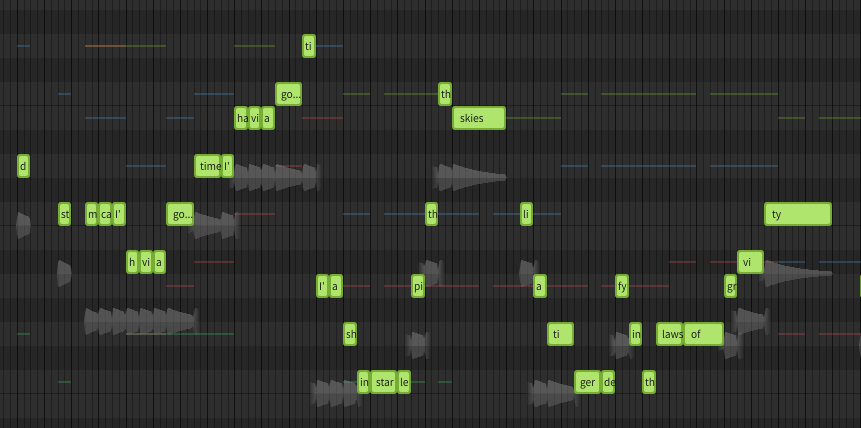 ti
go... th
ha vi a skies
d time I'
st m ca I' go... th li ty
h vi a vi
I' a pi a fy gr
sh ti in laws of
in star le ger de th